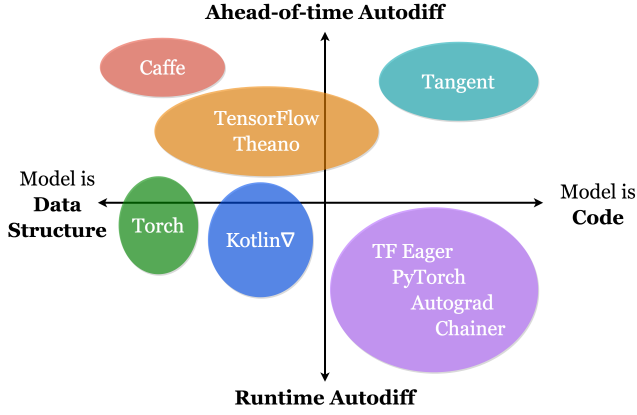 Ahead-of-time Autodiff
Caffe
Tangent
TensorFlow
Theano
Model is
Data
Structure
Model is
Code
Torch
Kotlin∇
TF Eager
PyTorch
Autograd
Chainer
Runtime Autodiff